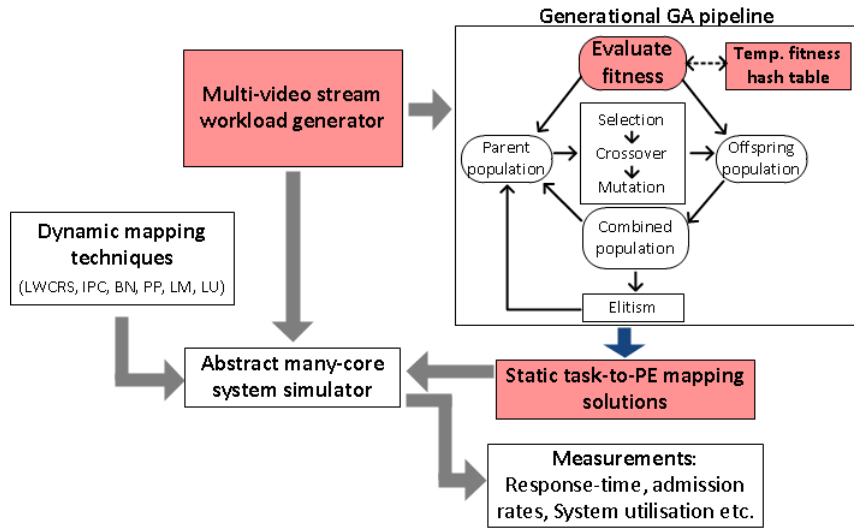 Generational GA pipeline
Evaluate
fitness
Temp. fitness
hash table
Multi-video stream
workload generator
Selection
Crossover
Mutation
Parent
population
Offspring
population
Combined
population
Elitism
Dynamic mapping
techniques
(LWCRS, IPC, BN, PP, LM, LU)
Abstract many-core
system simulator
Static task-to-PE mapping
solutions
Measurements:
Response-time, admission
rates, System utilisation etc.